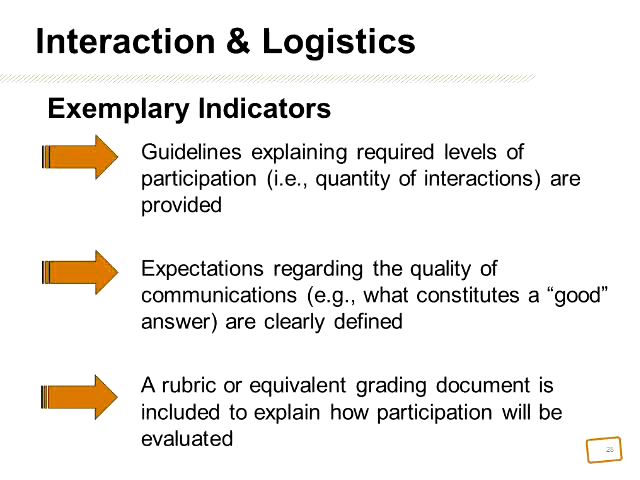 Interaction & Logistics
Exemplary Indicators
Guidelines explaining required levels of
participation (i.e., quantity of interactions) are
provided
Expectations regarding the quality of
communications (e.g., what constitutes a “good”
answer) are clearly defined
A rubric or equivalent grading document is
included to explain how participation will be
evaluated